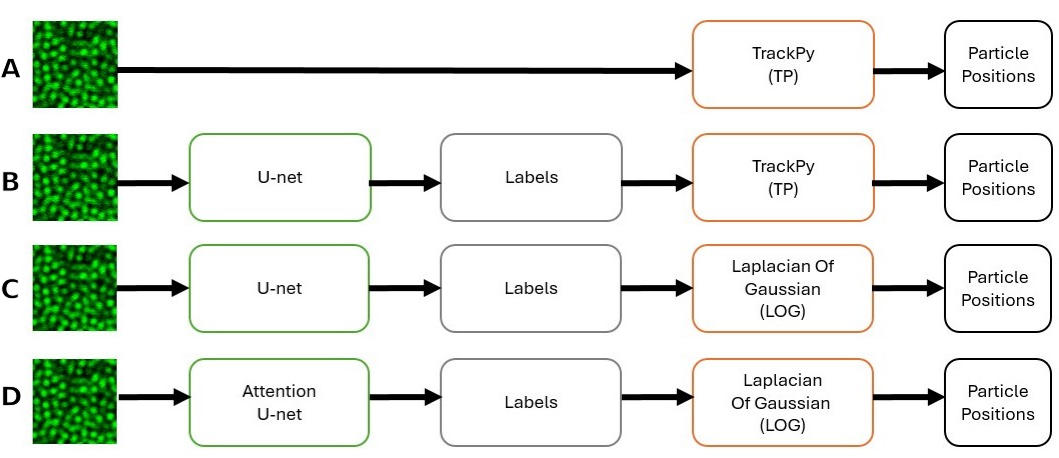 A
TrackPy
(TP)
Particle
Positions
B
U-net
Labels
TrackPy
(TP)
Particle
Positions
C
U-net
Labels
Laplacian Of
Gaussian
(LOG)
Particle
Positions
D
Attention
U-net
Labels
Laplacian
Of Gaussian
(LOG)
Particle
Positions